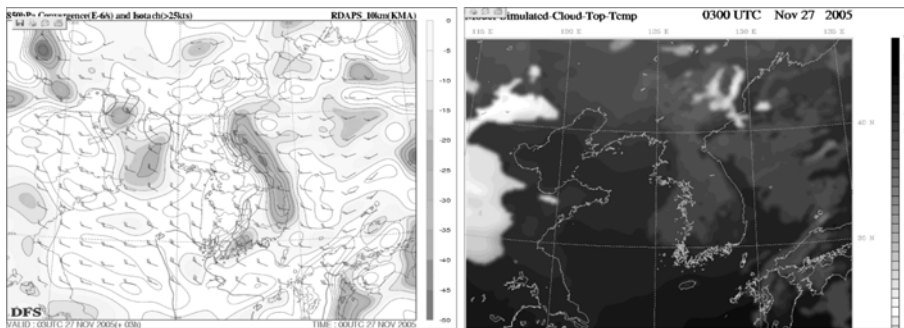 850hPa Convergence(E-6/s) and Isotach(>25kts)
RDAPS_10km(KMA)
0
-5
-10
-15
-20
-25
-30
-35
-40
-45
-50
DFS
VALID : 03UTC 27 NOV 2005(+ 03h)
TIME : 00UTC 27 NOV 2005
Model-Simulated-Cloud-Top-Temp
0300 UTC Nov 27 2005
40 N
35 N